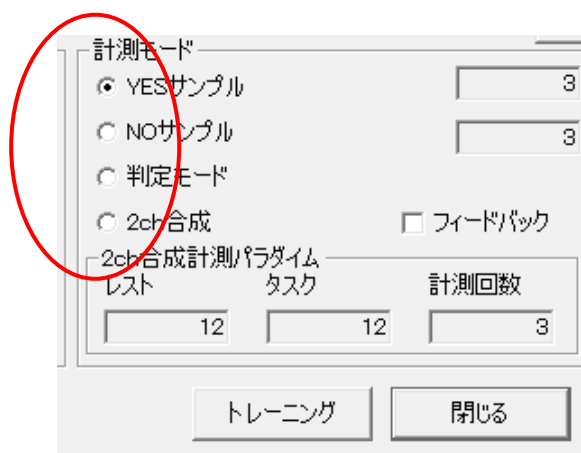 計測モード
YESサンプル 3
NOサンプル 3
判定モード
2ch合成 フィードバック
2ch合成計測パラダイム
レスト タスク 計測回数
12 12 3
トレーニング 閉じる